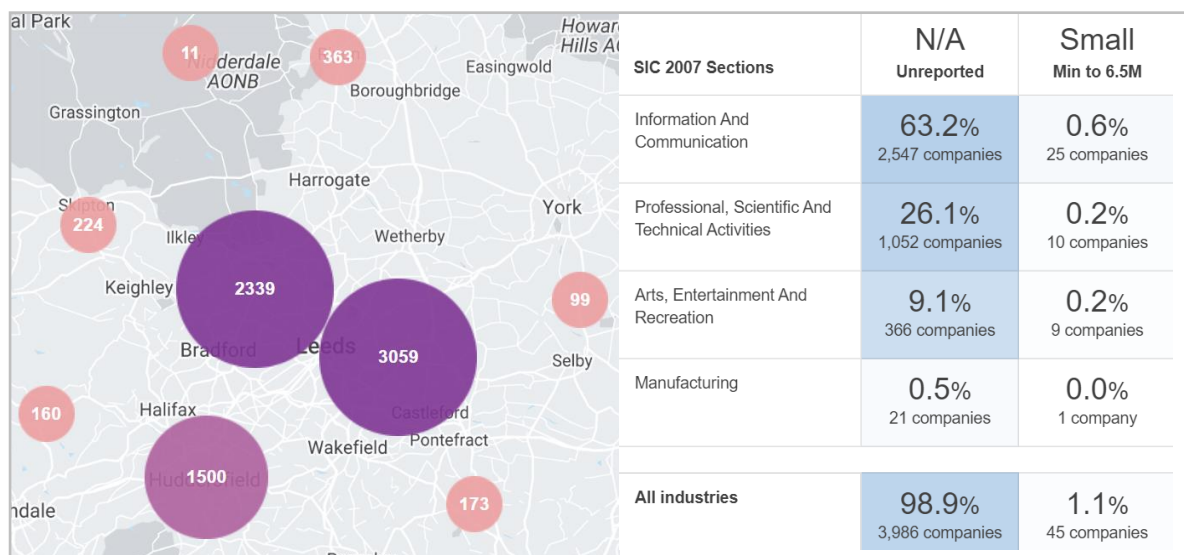 al Park
11
Nidderdale
AONB
363
Howar
Hills AO
Easingwold
Boroughbridge
Grassington
Harrogate
York
Skipton
224
Ilkley
Wetherby
Keighley
2339
99
Bradford
Leeds
3059
Selby
160
Halifax
Castleford
Wakefield
Pontefract
1500
Huddersfield
173
ndale
SIC 2007 Sections
N/A
Unreported
Small
Min to 6.5M
Information And
Communication
63.2%
2,547 companies
0.6%
25 companies
Professional, Scientific And
Technical Activities
26.1%
1,052 companies
0.2%
10 companies
Arts, Entertainment And
Recreation
9.1%
366 companies
0.2%
9 companies
Manufacturing
0.5%
21 companies
0.0%
1 company
All industries
98.9%
3,986 companies
1.1%
45 companies